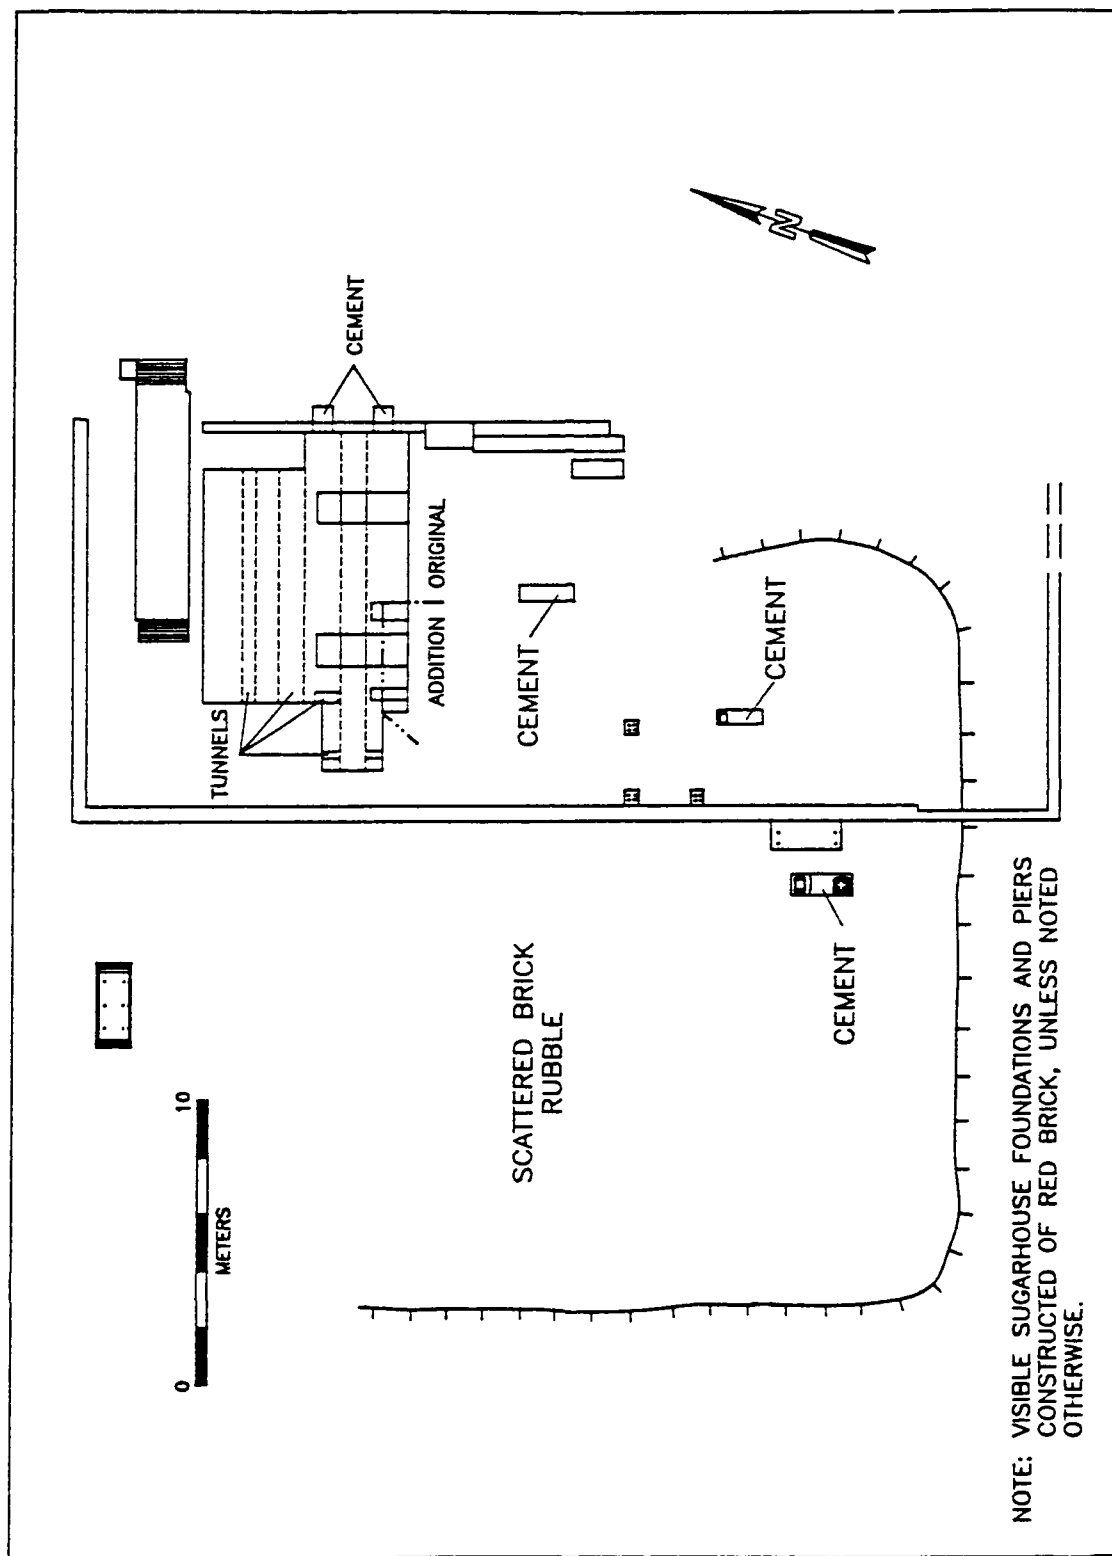 CEMENT
TUNNELS
ADDITION
ORIGINAL
CEMENT
CEMENT
CEMENT
SCATTERED BRICK
RUBBLE
0
10
METERS
N
NOTE: VISIBLE SUGARHOUSE FOUNDATIONS AND PIERS
CONSTRUCTED OF RED BRICK, UNLESS NOTED
OTHERWISE.